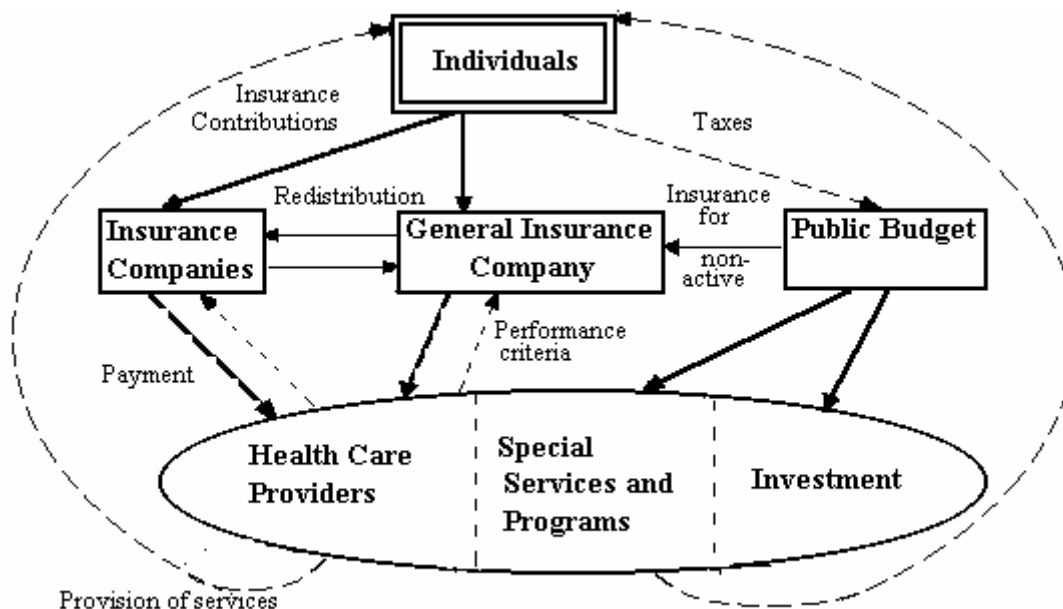 Individuals
Insurance
Contributions
Taxes
Redistribution
Insurance
for
Insurance
Companies
General Insurance
Company
Public Budget
non-
active
Performance
criteria
Payment
Health Care
Providers
Special
Services and
Programs
Investment
Provision of services